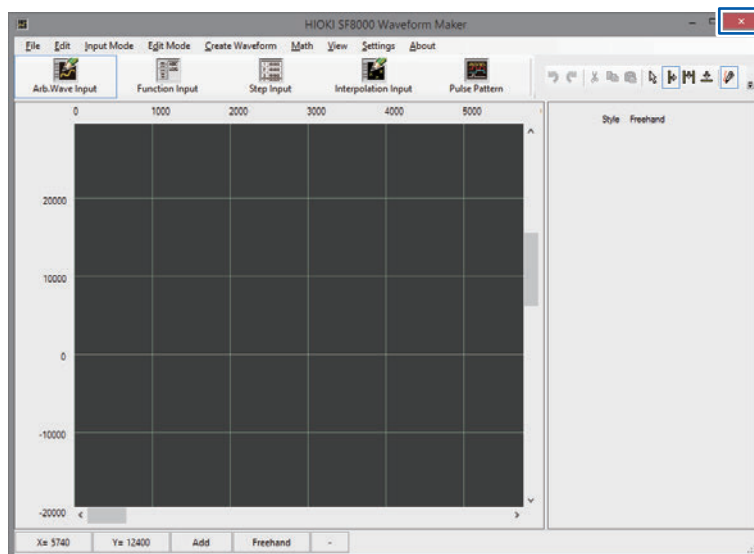 HIOKI SF8000 Waveform Maker
File Edit Input Mode Egit Mode Create Waveform Math View Settings About
Arb.Wave Input Function Input Step Input Interpolation Input Pulse Pattern
0 1000 2000 3000 4000 5000
Style Freehand
20000
10000
0
-10000
-20000
X= 5740 Y= 12400 Add Freehand -